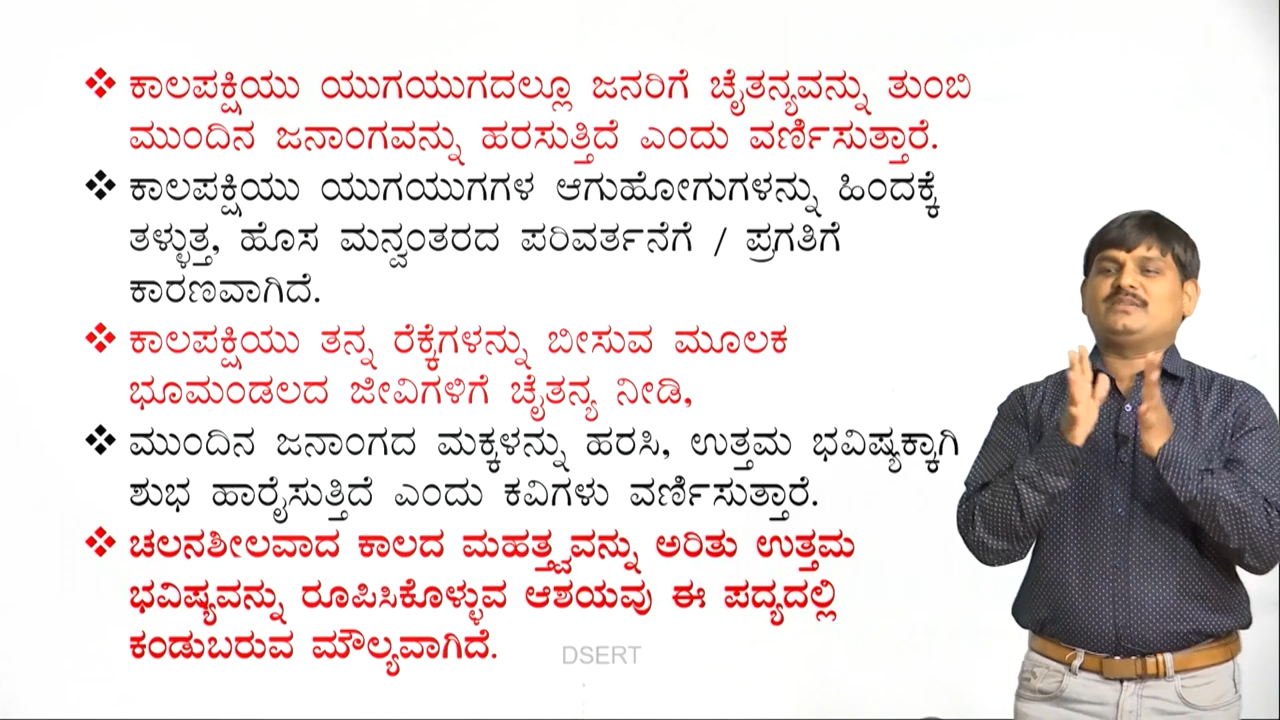 ❖ ಕಾಲಪಕ್ಷಿಯು ಯುಗಯುಗದಲ್ಲೂ ಜನರಿಗೆ ಚೈತನ್ಯವನ್ನು ತುಂಬಿ
ಮುಂದಿನ ಜನಾಂಗವನ್ನು ಹರಸುತ್ತಿದೆ ಎಂದು ವರ್ಣಿಸುತ್ತಾರೆ.
❖ ಕಾಲಪಕ್ಷಿಯು ಯುಗಯುಗಗಳ ಆಗುಹೋಗುಗಳನ್ನು ಹಿಂದಕ್ಕೆ
ತಳ್ಳುತ್ತ, ಹೊಸ ಮನ್ವಂತರದ ಪರಿವರ್ತನೆಗೆ / ಪ್ರಗತಿಗೆ
ಕಾರಣವಾಗಿದೆ.
❖ ಕಾಲಪಕ್ಷಿಯು ತನ್ನ ರೆಕ್ಕೆಗಳನ್ನು ಬೀಸುವ ಮೂಲಕ
ಭೂಮಂಡಲದ ಜೀವಿಗಳಿಗೆ ಚೈತನ್ಯ ನೀಡಿ,
❖ ಮುಂದಿನ ಜನಾಂಗದ ಮಕ್ಕಳನ್ನು ಹರಸಿ, ಉತ್ತಮ ಭವಿಷ್ಯಕ್ಕಾಗಿ
ಶುಭ ಹಾರೈಸುತ್ತಿದೆ ಎಂದು ಕವಿಗಳು ವರ್ಣಿಸುತ್ತಾರೆ.
❖ ಚಲನಶೀಲವಾದ ಕಾಲದ ಮಹತ್ತ್ವವನ್ನು ಅರಿತು ಉತ್ತಮ
ಭವಿಷ್ಯವನ್ನು ರೂಪಿಸಿಕೊಳ್ಳುವ ಆಶಯವು ಈ ಪದ್ಯದಲ್ಲಿ
ಕಂಡುಬರುವ ಮೌಲ್ಯವಾಗಿದೆ.
DSERT